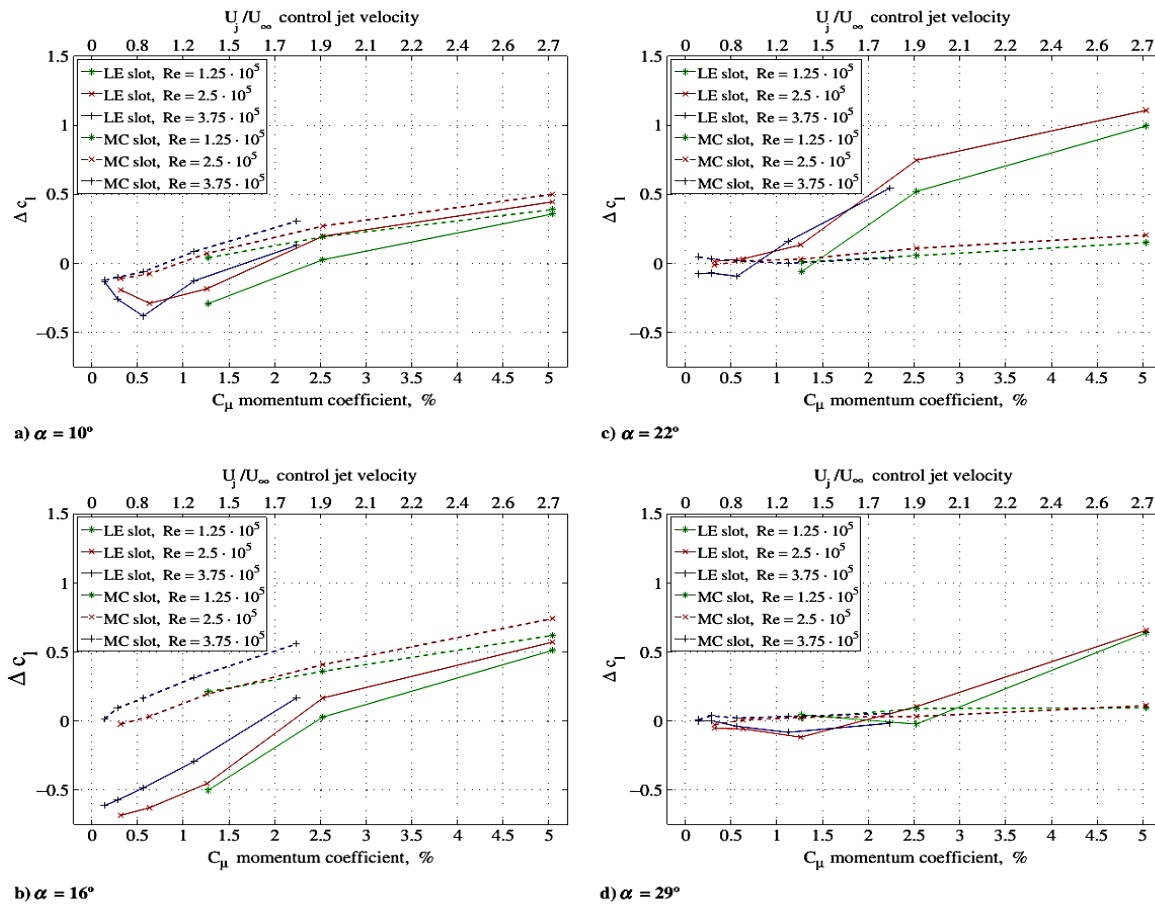 U_j/U_∞ control jet velocity
0 0.8 1.2 1.5 1.7 1.9 2.1 2.2 2.4 2.6 2.7
1.5
1
0.5
0
−0.5
Δ c_l
LE slot, Re = 1.25 · 10^5
LE slot, Re = 2.5 · 10^5
LE slot, Re = 3.75 · 10^5
MC slot, Re = 1.25 · 10^5
MC slot, Re = 2.5 · 10^5
MC slot, Re = 3.75 · 10^5
0 0.5 1 1.5 2 2.5 3 3.5 4 4.5 5
C_μ momentum coefficient, %
a) α = 10º
U_j/U_∞ control jet velocity
0 0.8 1.2 1.5 1.7 1.9 2.1 2.2 2.4 2.6 2.7
1.5
1
0.5
0
−0.5
Δ c_l
LE slot, Re = 1.25 · 10^5
LE slot, Re = 2.5 · 10^5
LE slot, Re = 3.75 · 10^5
MC slot, Re = 1.25 · 10^5
MC slot, Re = 2.5 · 10^5
MC slot, Re = 3.75 · 10^5
0 0.5 1 1.5 2 2.5 3 3.5 4 4.5 5
C_μ momentum coefficient, %
c) α = 22º
U_j/U_∞ control jet velocity
0 0.8 1.2 1.5 1.7 1.9 2.1 2.2 2.4 2.6 2.7
1.5
1
0.5
0
−0.5
Δ c_l
LE slot, Re = 1.25 · 10^5
LE slot, Re = 2.5 · 10^5
LE slot, Re = 3.75 · 10^5
MC slot, Re = 1.25 · 10^5
MC slot, Re = 2.5 · 10^5
MC slot, Re = 3.75 · 10^5
0 0.5 1 1.5 2 2.5 3 3.5 4 4.5 5
C_μ momentum coefficient, %
b) α = 16º
U_j/U_∞ control jet velocity
0 0.8 1.2 1.5 1.7 1.9 2.1 2.2 2.4 2.6 2.7
1.5
1
0.5
0
−0.5
Δ c_l
LE slot, Re = 1.25 · 10^5
LE slot, Re = 2.5 · 10^5
LE slot, Re = 3.75 · 10^5
MC slot, Re = 1.25 · 10^5
MC slot, Re = 2.5 · 10^5
MC slot, Re = 3.75 · 10^5
0 0.5 1 1.5 2 2.5 3 3.5 4 4.5 5
C_μ momentum coefficient, %
d) α = 29º